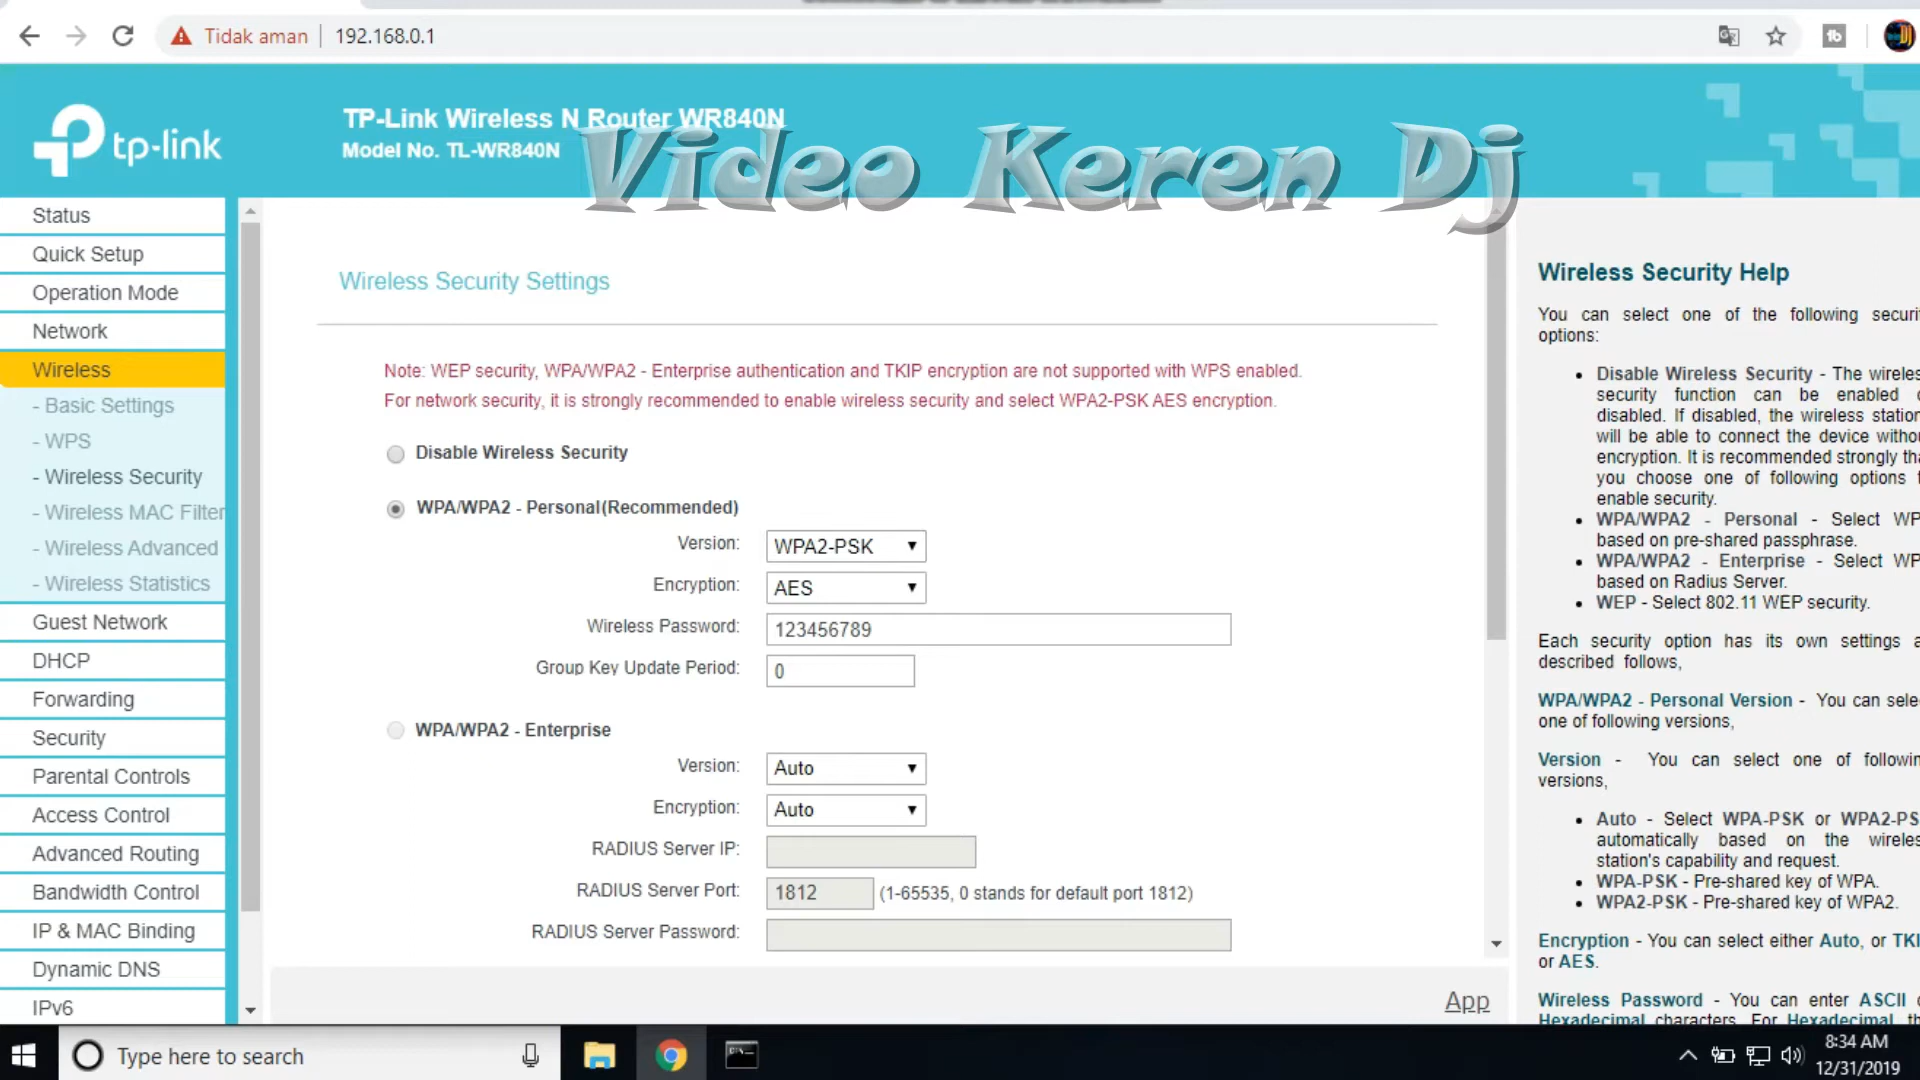 Tidak aman | 192.168.0.1
tp-link
TP-Link Wireless N Router WR840N
Model No. TL-WR840N
Video Keren Dj
Status
Quick Setup
Operation Mode
Network
Wireless
- Basic Settings
- WPS
- Wireless Security
- Wireless MAC Filter
- Wireless Advanced
- Wireless Statistics
Guest Network
DHCP
Forwarding
Security
Parental Controls
Access Control
Advanced Routing
Bandwidth Control
IP & MAC Binding
Dynamic DNS
IPv6
Wireless Security Settings
Note: WEP security, WPA/WPA2 - Enterprise authentication and TKIP encryption are not supported with WPS enabled.
For network security, it is strongly recommended to enable wireless security and select WPA2-PSK AES encryption.
Disable Wireless Security
WPA/WPA2 - Personal(Recommended)
Version: WPA2-PSK
Encryption: AES
Wireless Password: 123456789
Group Key Update Period: 0
WPA/WPA2 - Enterprise
Version: Auto
Encryption: Auto
RADIUS Server IP:
RADIUS Server Port: 1812 (1-65535, 0 stands for default port 1812)
RADIUS Server Password:
App
Wireless Security Help
You can select one of the following securit
options:
• Disable Wireless Security - The wireles
security function can be enabled
disabled. If disabled, the wireless station
will be able to connect the device witho
encryption. It is recommended strongly tha
you choose one of following options
enable security.
• WPA/WPA2 - Personal - Select WP
based on pre-shared passphrase.
• WPA/WPA2 - Enterprise - Select WP
based on Radius Server.
• WEP - Select 802.11 WEP security.
Each security option has its own settings a
described follows,
WPA/WPA2 - Personal Version - You can sele
one of following versions,
Version - You can select one of followin
versions,
• Auto - Select WPA-PSK or WPA2-PS
automatically based on the wireles
station's capability and request.
• WPA-PSK - Pre-shared key of WPA.
• WPA2-PSK - Pre-shared key of WPA2.
Encryption - You can select either Auto, or TKI
or AES.
Wireless Password - You can enter ASCII
Hexadecimal characters. For Hexadecimal, th
Type here to search
8:34 AM
12/31/2019